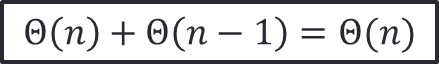 Θ(n) + Θ(n − 1) = Θ(n)